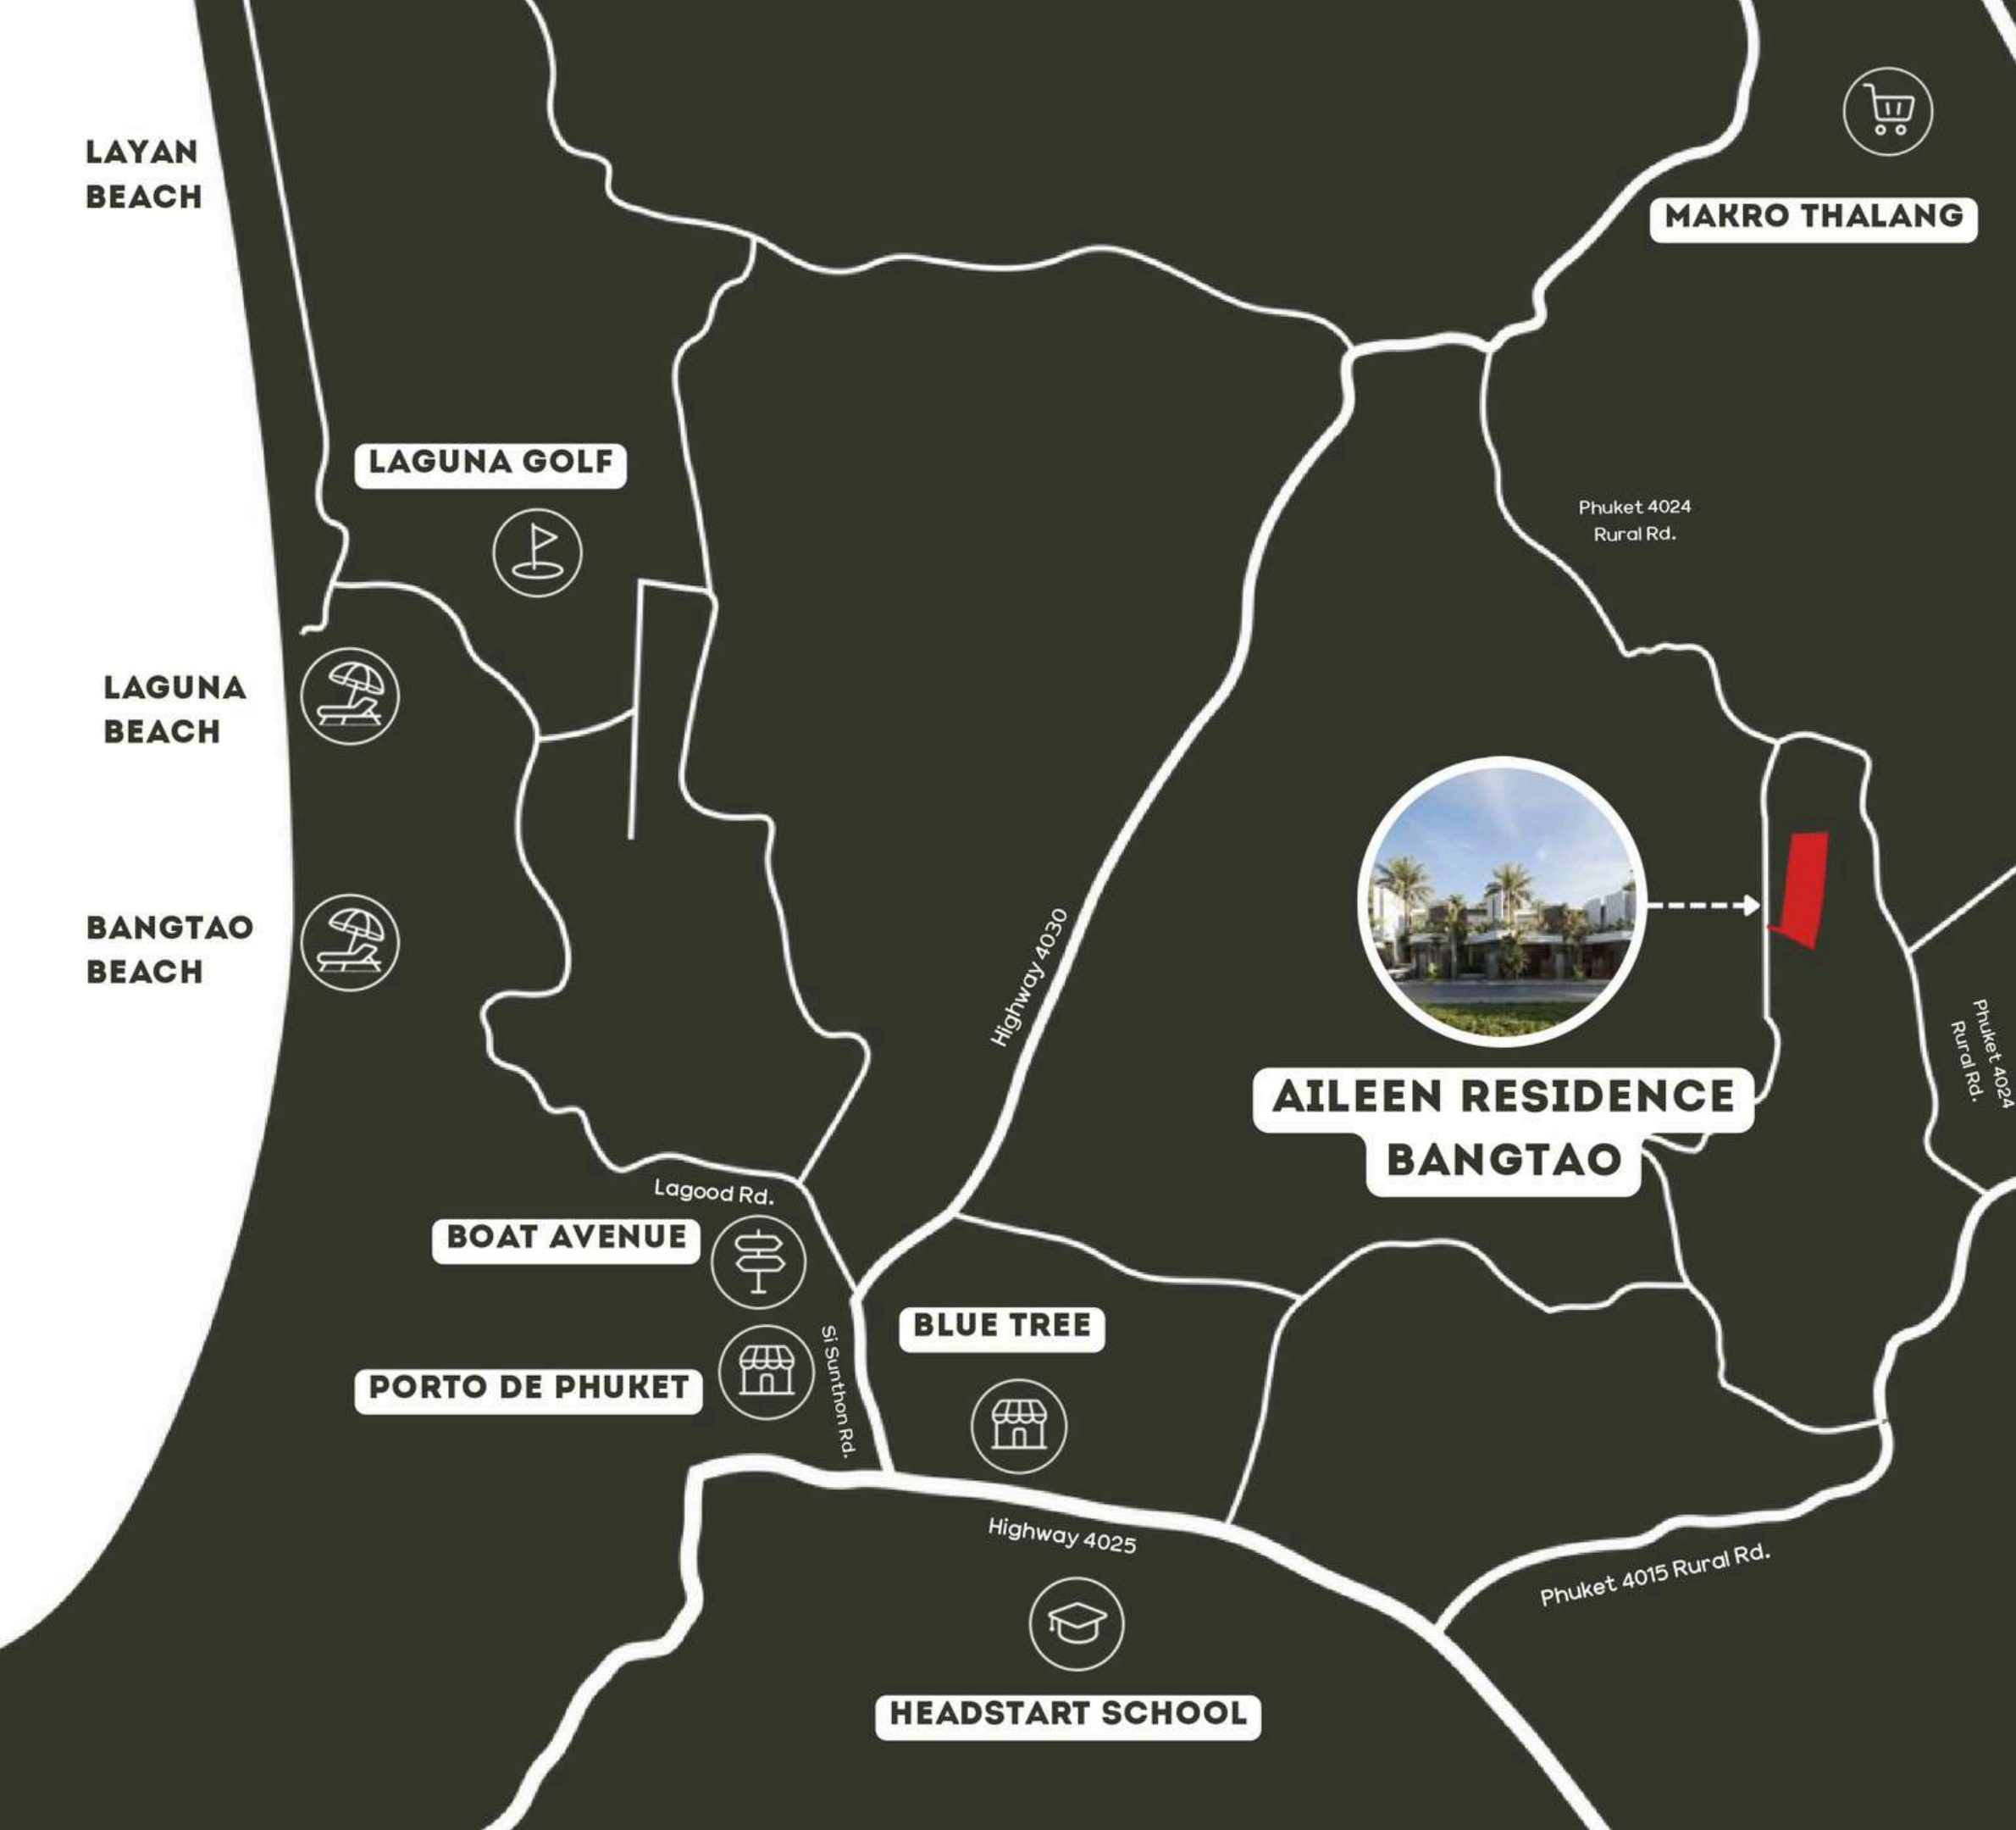 LAYAN
BEACH
MAKRO THALANG
LAGUNA GOLF
Phuket 4024
Rural Rd.
LAGUNA
BEACH
BANGTAO
BEACH
Highway 4030
Phuket 4024
Rural Rd.
AILEEN RESIDENCE
BANGTAO
Lagood Rd.
BOAT AVENUE
BLUE TREE
Si Sunthon Rd.
PORTO DE PHUKET
Highway 4025
Phuket 4015 Rural Rd.
HEADSTART SCHOOL